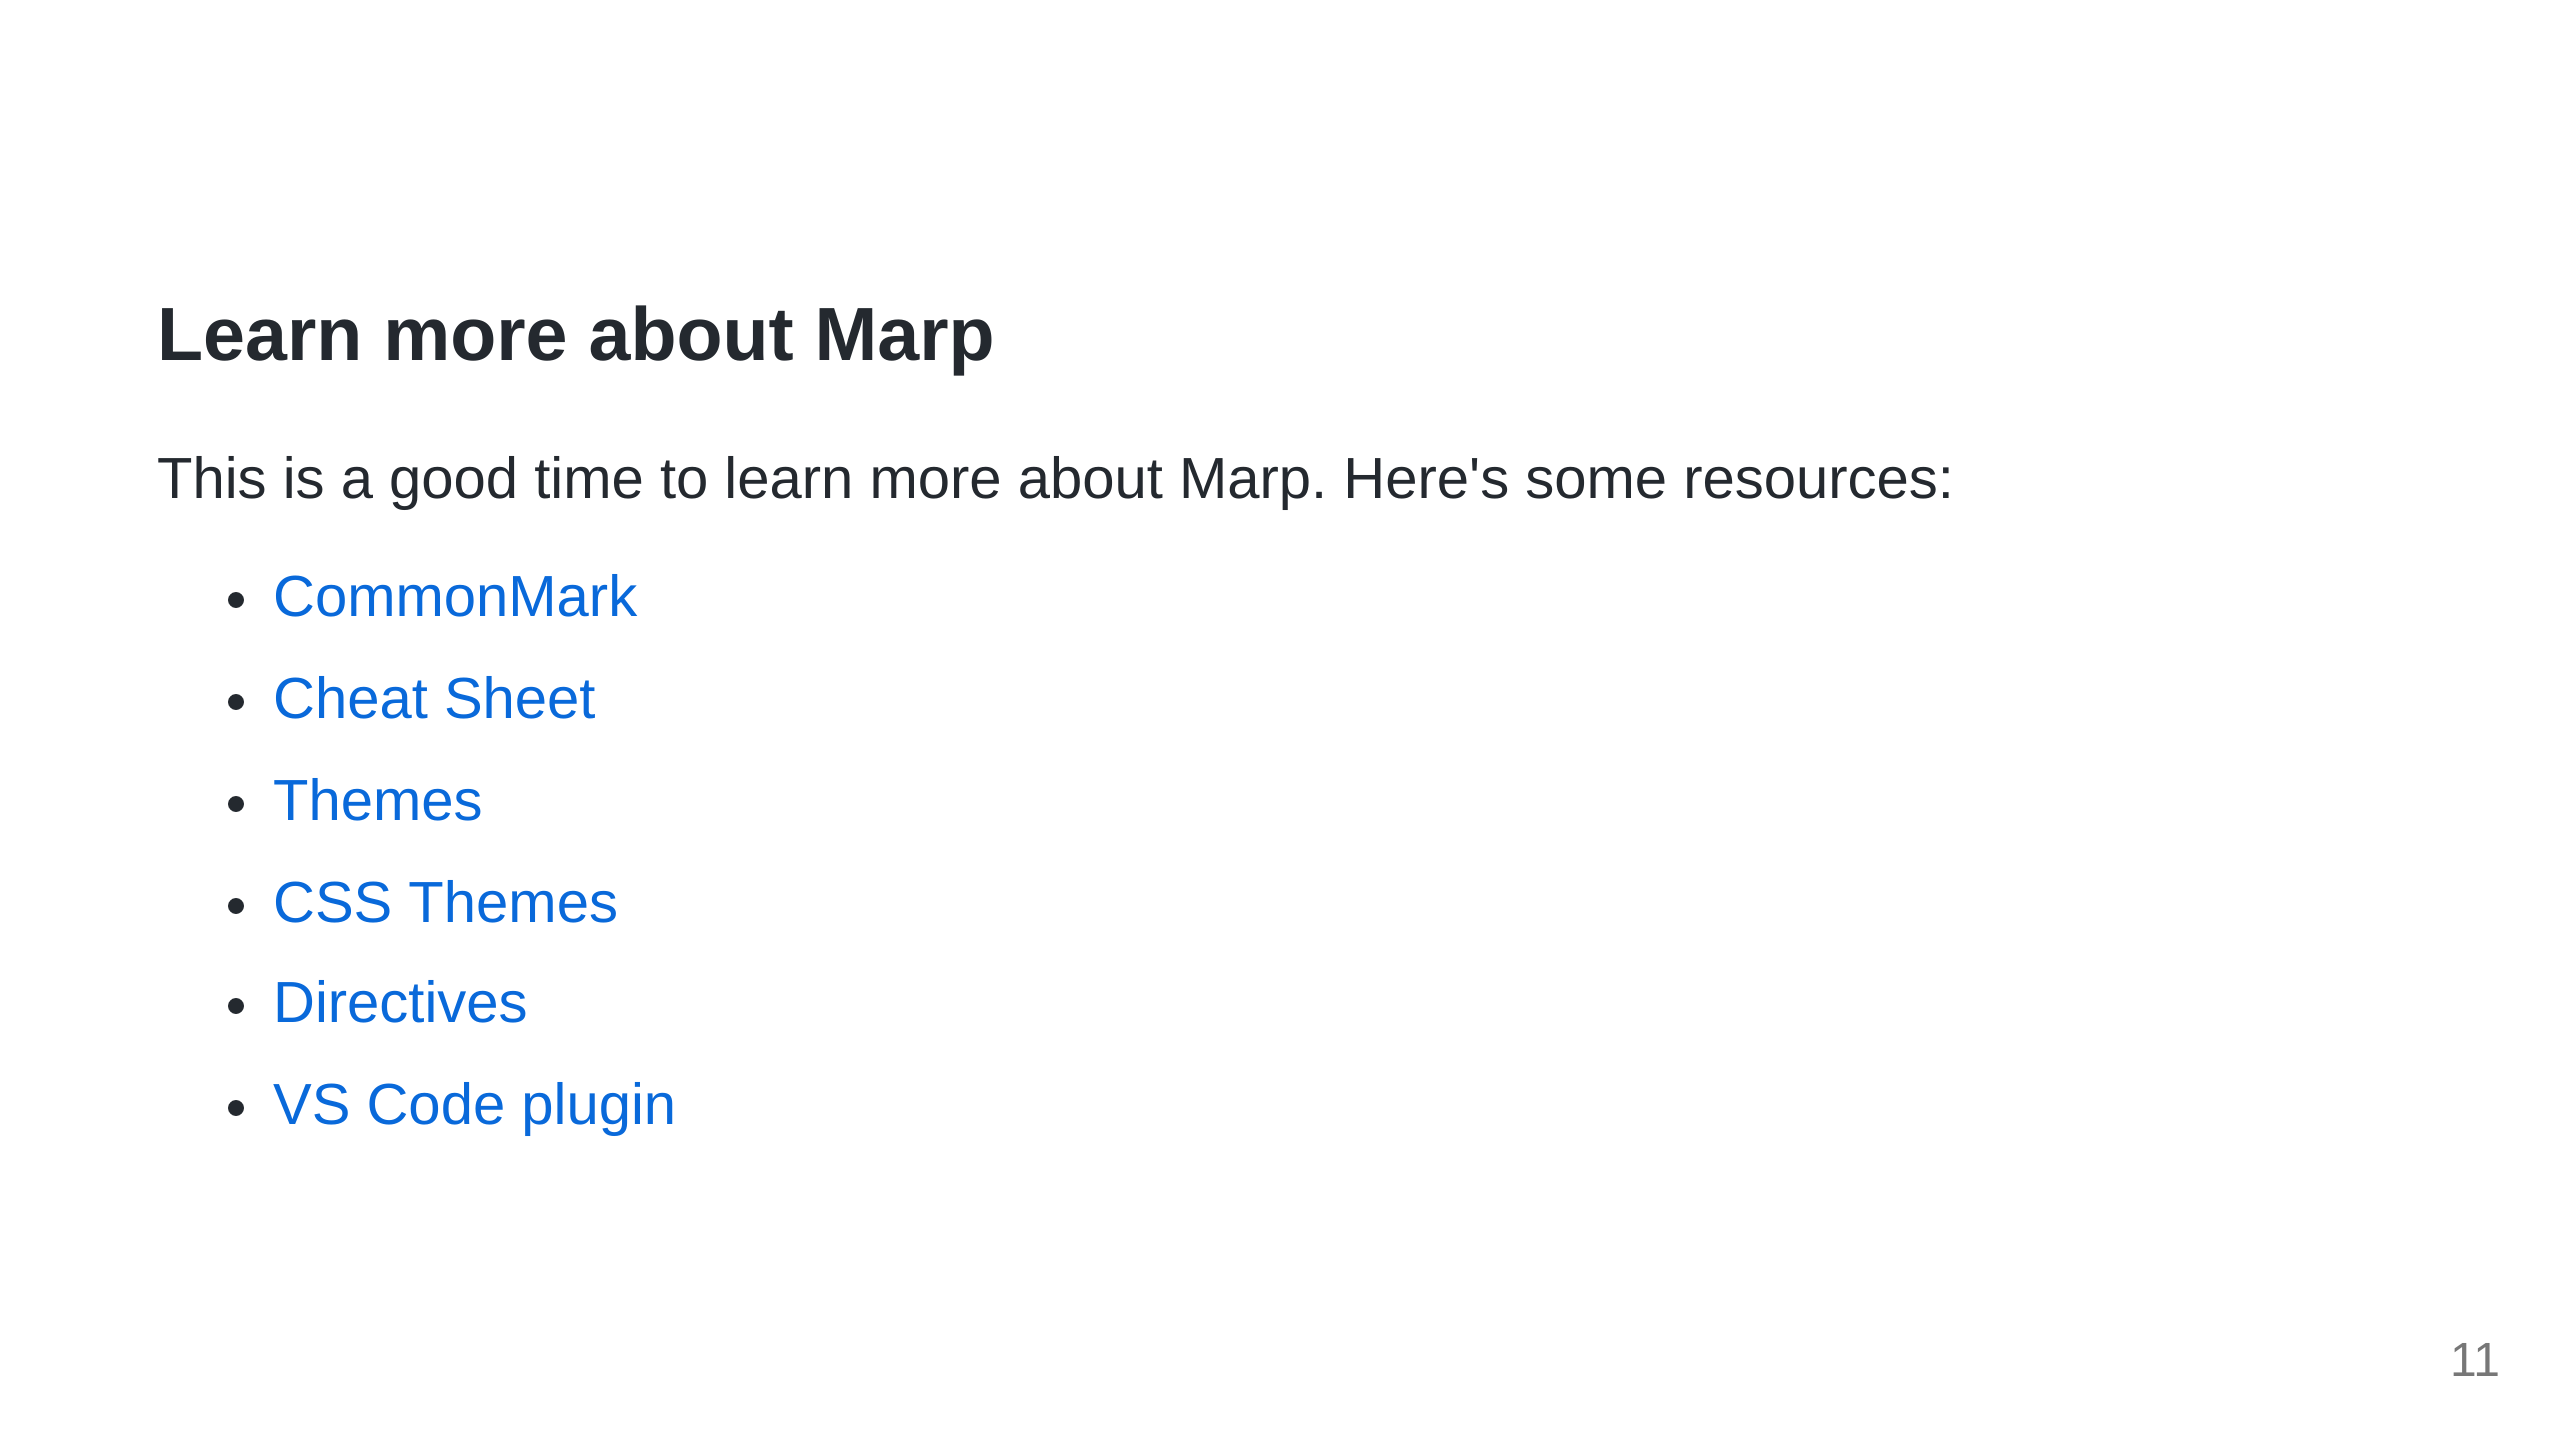 Learn more about Marp
This is a good time to learn more about Marp. Here's some resources:
CommonMark
Cheat Sheet
Themes
CSS Themes
Directives
VS Code plugin
11